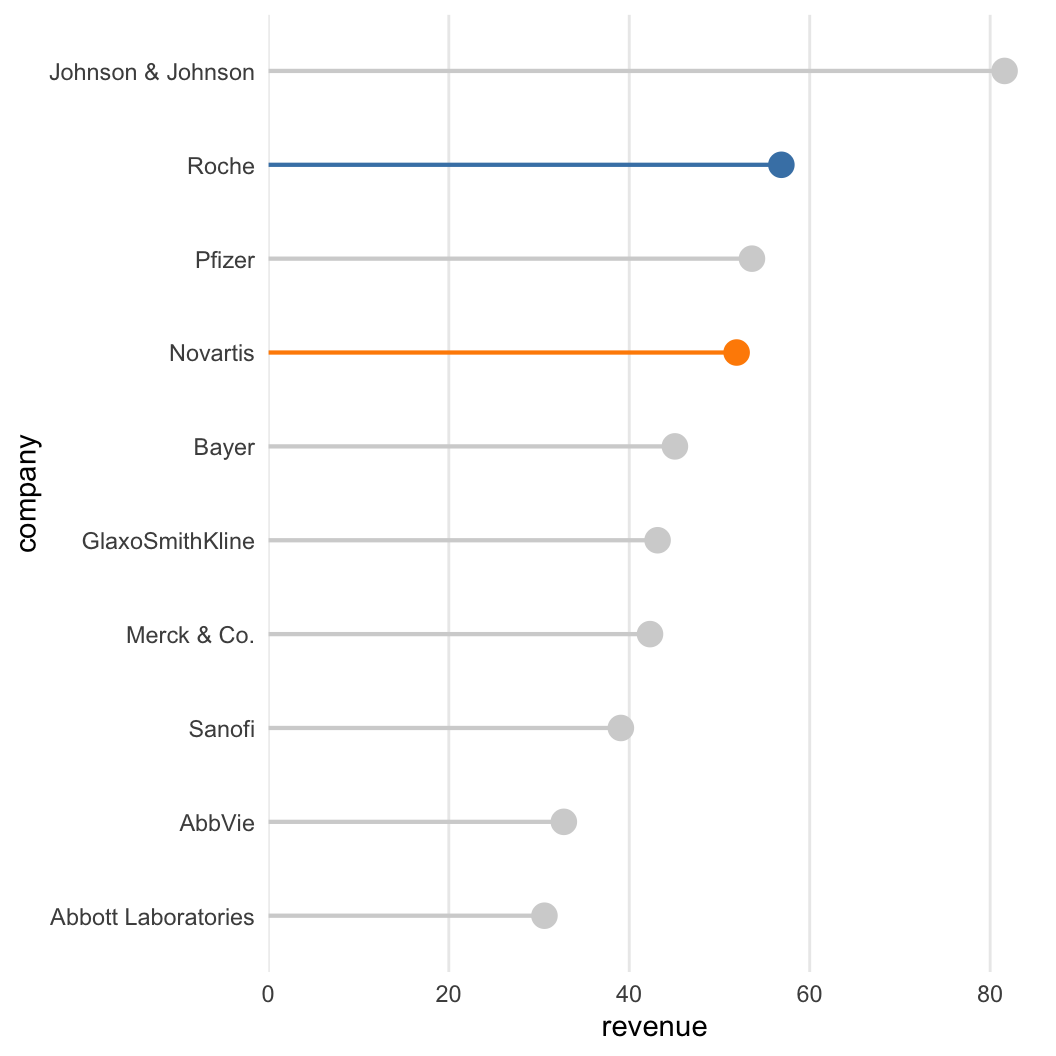 Johnson & Johnson
Roche
Pfizer
Novartis
Bayer
GlaxoSmithKline
Merck & Co.
Sanofi
AbbVie
Abbott Laboratories
company
0 20 40 60 80
revenue